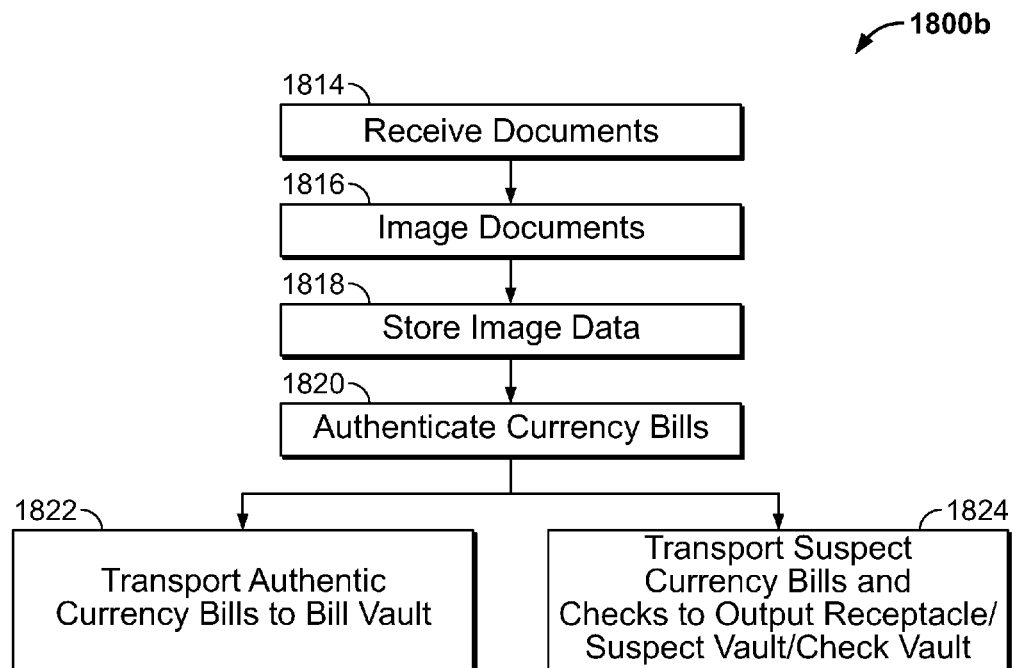 1800b
1814
Receive Documents
1816
Image Documents
1818
Store Image Data
1820
Authenticate Currency Bills
1822
Transport Authentic
Currency Bills to Bill Vault
1824
Transport Suspect
Currency Bills and
Checks to Output Receptacle/
Suspect Vault/Check Vault